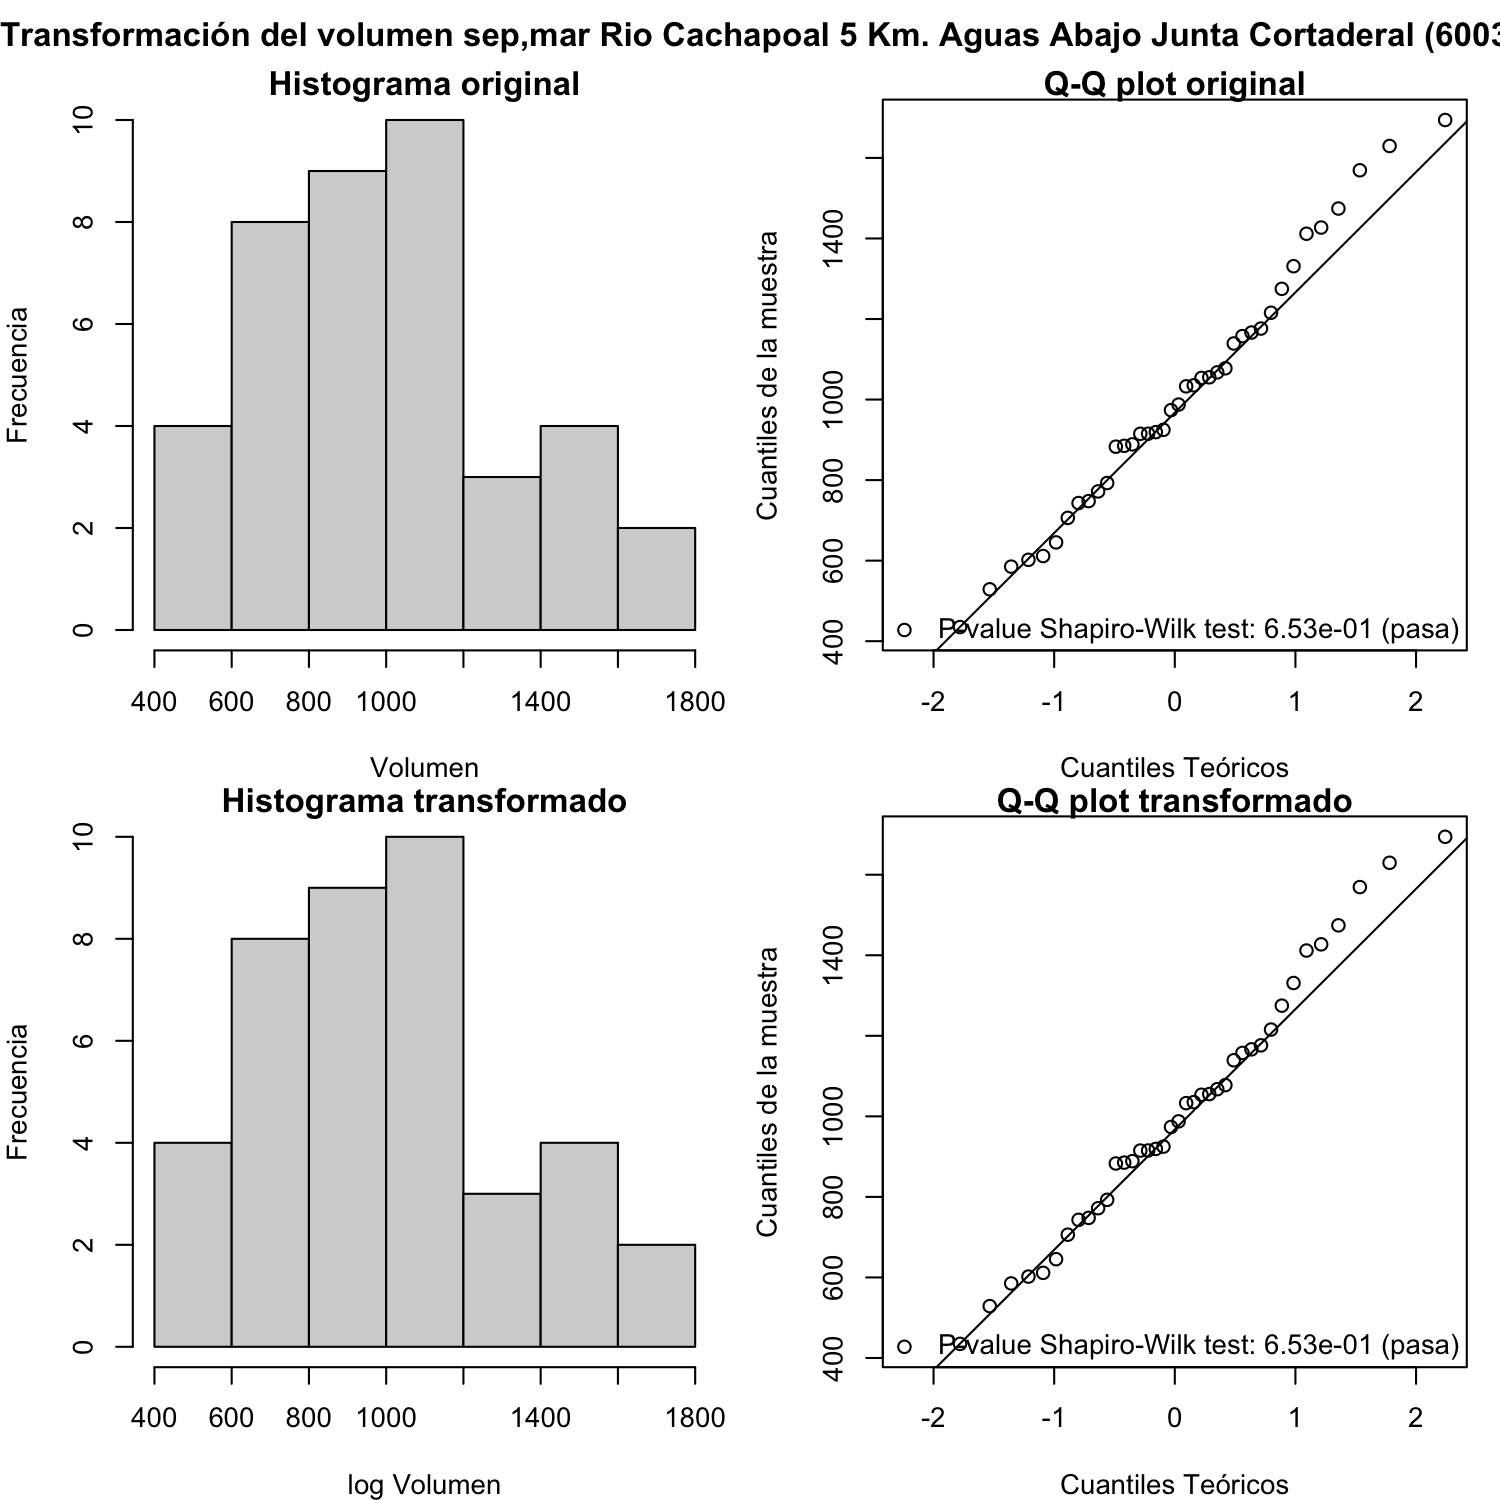 Transformación del volumen sep,mar Rio Cachapoal 5 Km. Aguas Abajo Junta Cortaderal (6003
Histograma original
Frecuencia
0 2 4 6 8 10
400 600 800 1000 1400 1800
Volumen
Q-Q plot original
Cuantiles de la muestra
400 600 800 1000 1400
P-value Shapiro-Wilk test: 6.53e-01 (pasa)
-2 -1 0 1 2
Cuantiles Teóricos
Histograma transformado
Frecuencia
0 2 4 6 8 10
400 600 800 1000 1400 1800
log Volumen
Q-Q plot transformado
Cuantiles de la muestra
400 600 800 1000 1400
P-value Shapiro-Wilk test: 6.53e-01 (pasa)
-2 -1 0 1 2
Cuantiles Teóricos